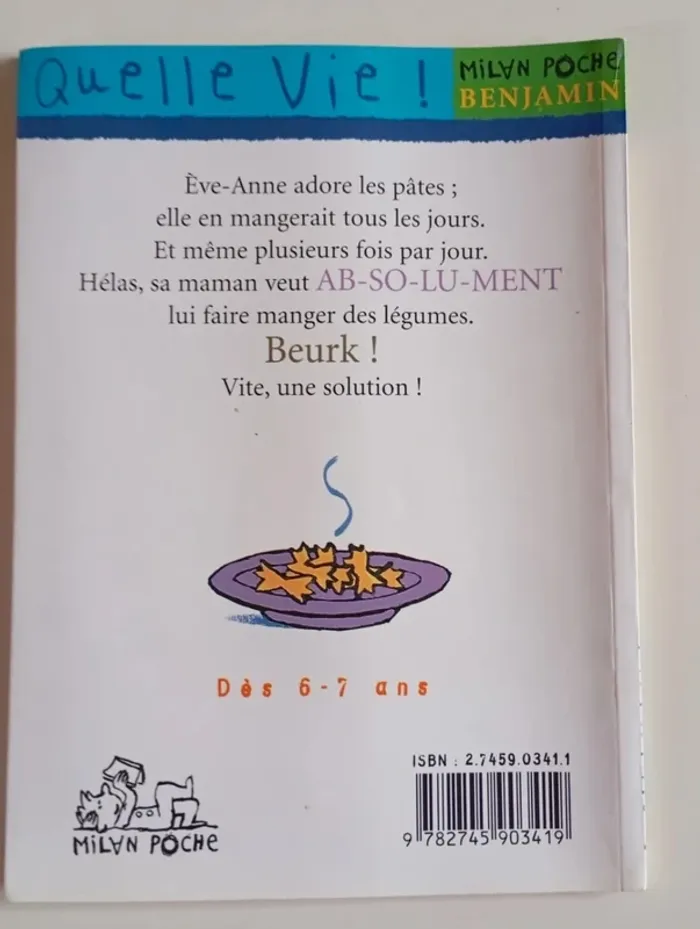 Quelle Vie !
MiLAN POCHE
BENJAMIN
Ève-Anne adore les pâtes ;
elle en mangerait tous les jours.
Et même plusieurs fois par jour.
Hélas, sa maman veut AB-SO-LU-MENT
lui faire manger des légumes.
Beurk !
Vite, une solution !
Dès 6-7 ans
ISBN : 2.7459.0341.1
9 782745 903419
MiLAN POCHE